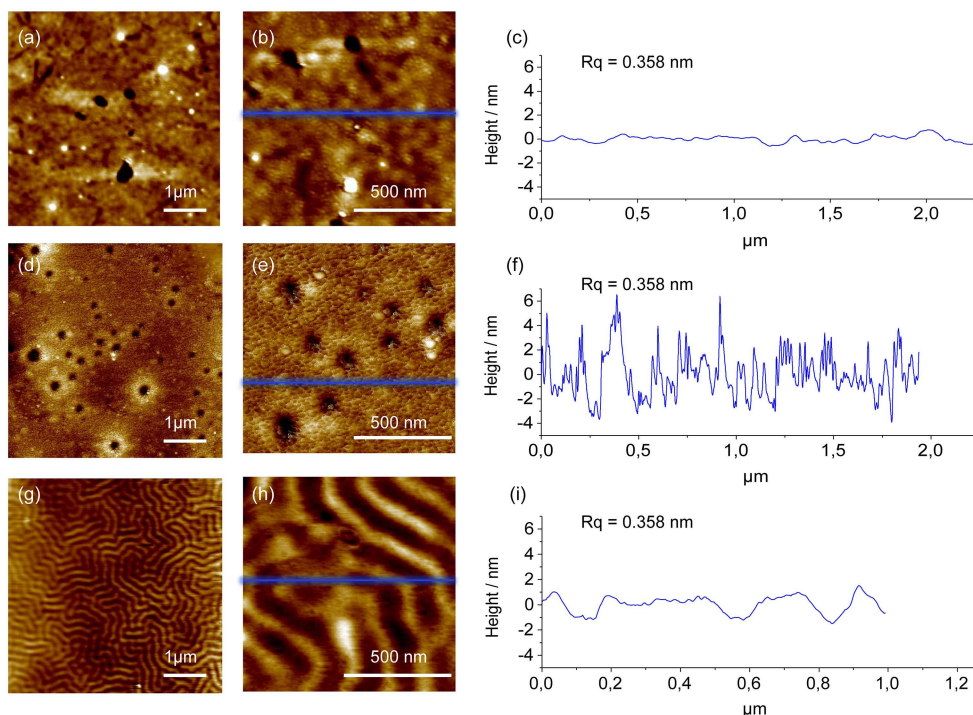 (a)
1μm
(b)
500 nm
(c)
Rq = 0.358 nm
Height / nm
6
4
2
0
-2
-4
0,0 0,5 1,0 1,5 2,0
μm
(d)
1μm
(e)
500 nm
(f)
Rq = 0.358 nm
Height / nm
6
4
2
0
-2
-4
0,0 0,5 1,0 1,5 2,0
μm
(g)
1μm
(h)
500 nm
(i)
Rq = 0.358 nm
Height / nm
6
4
2
0
-2
-4
0,0 0,2 0,4 0,6 0,8 1,0 1,2
μm